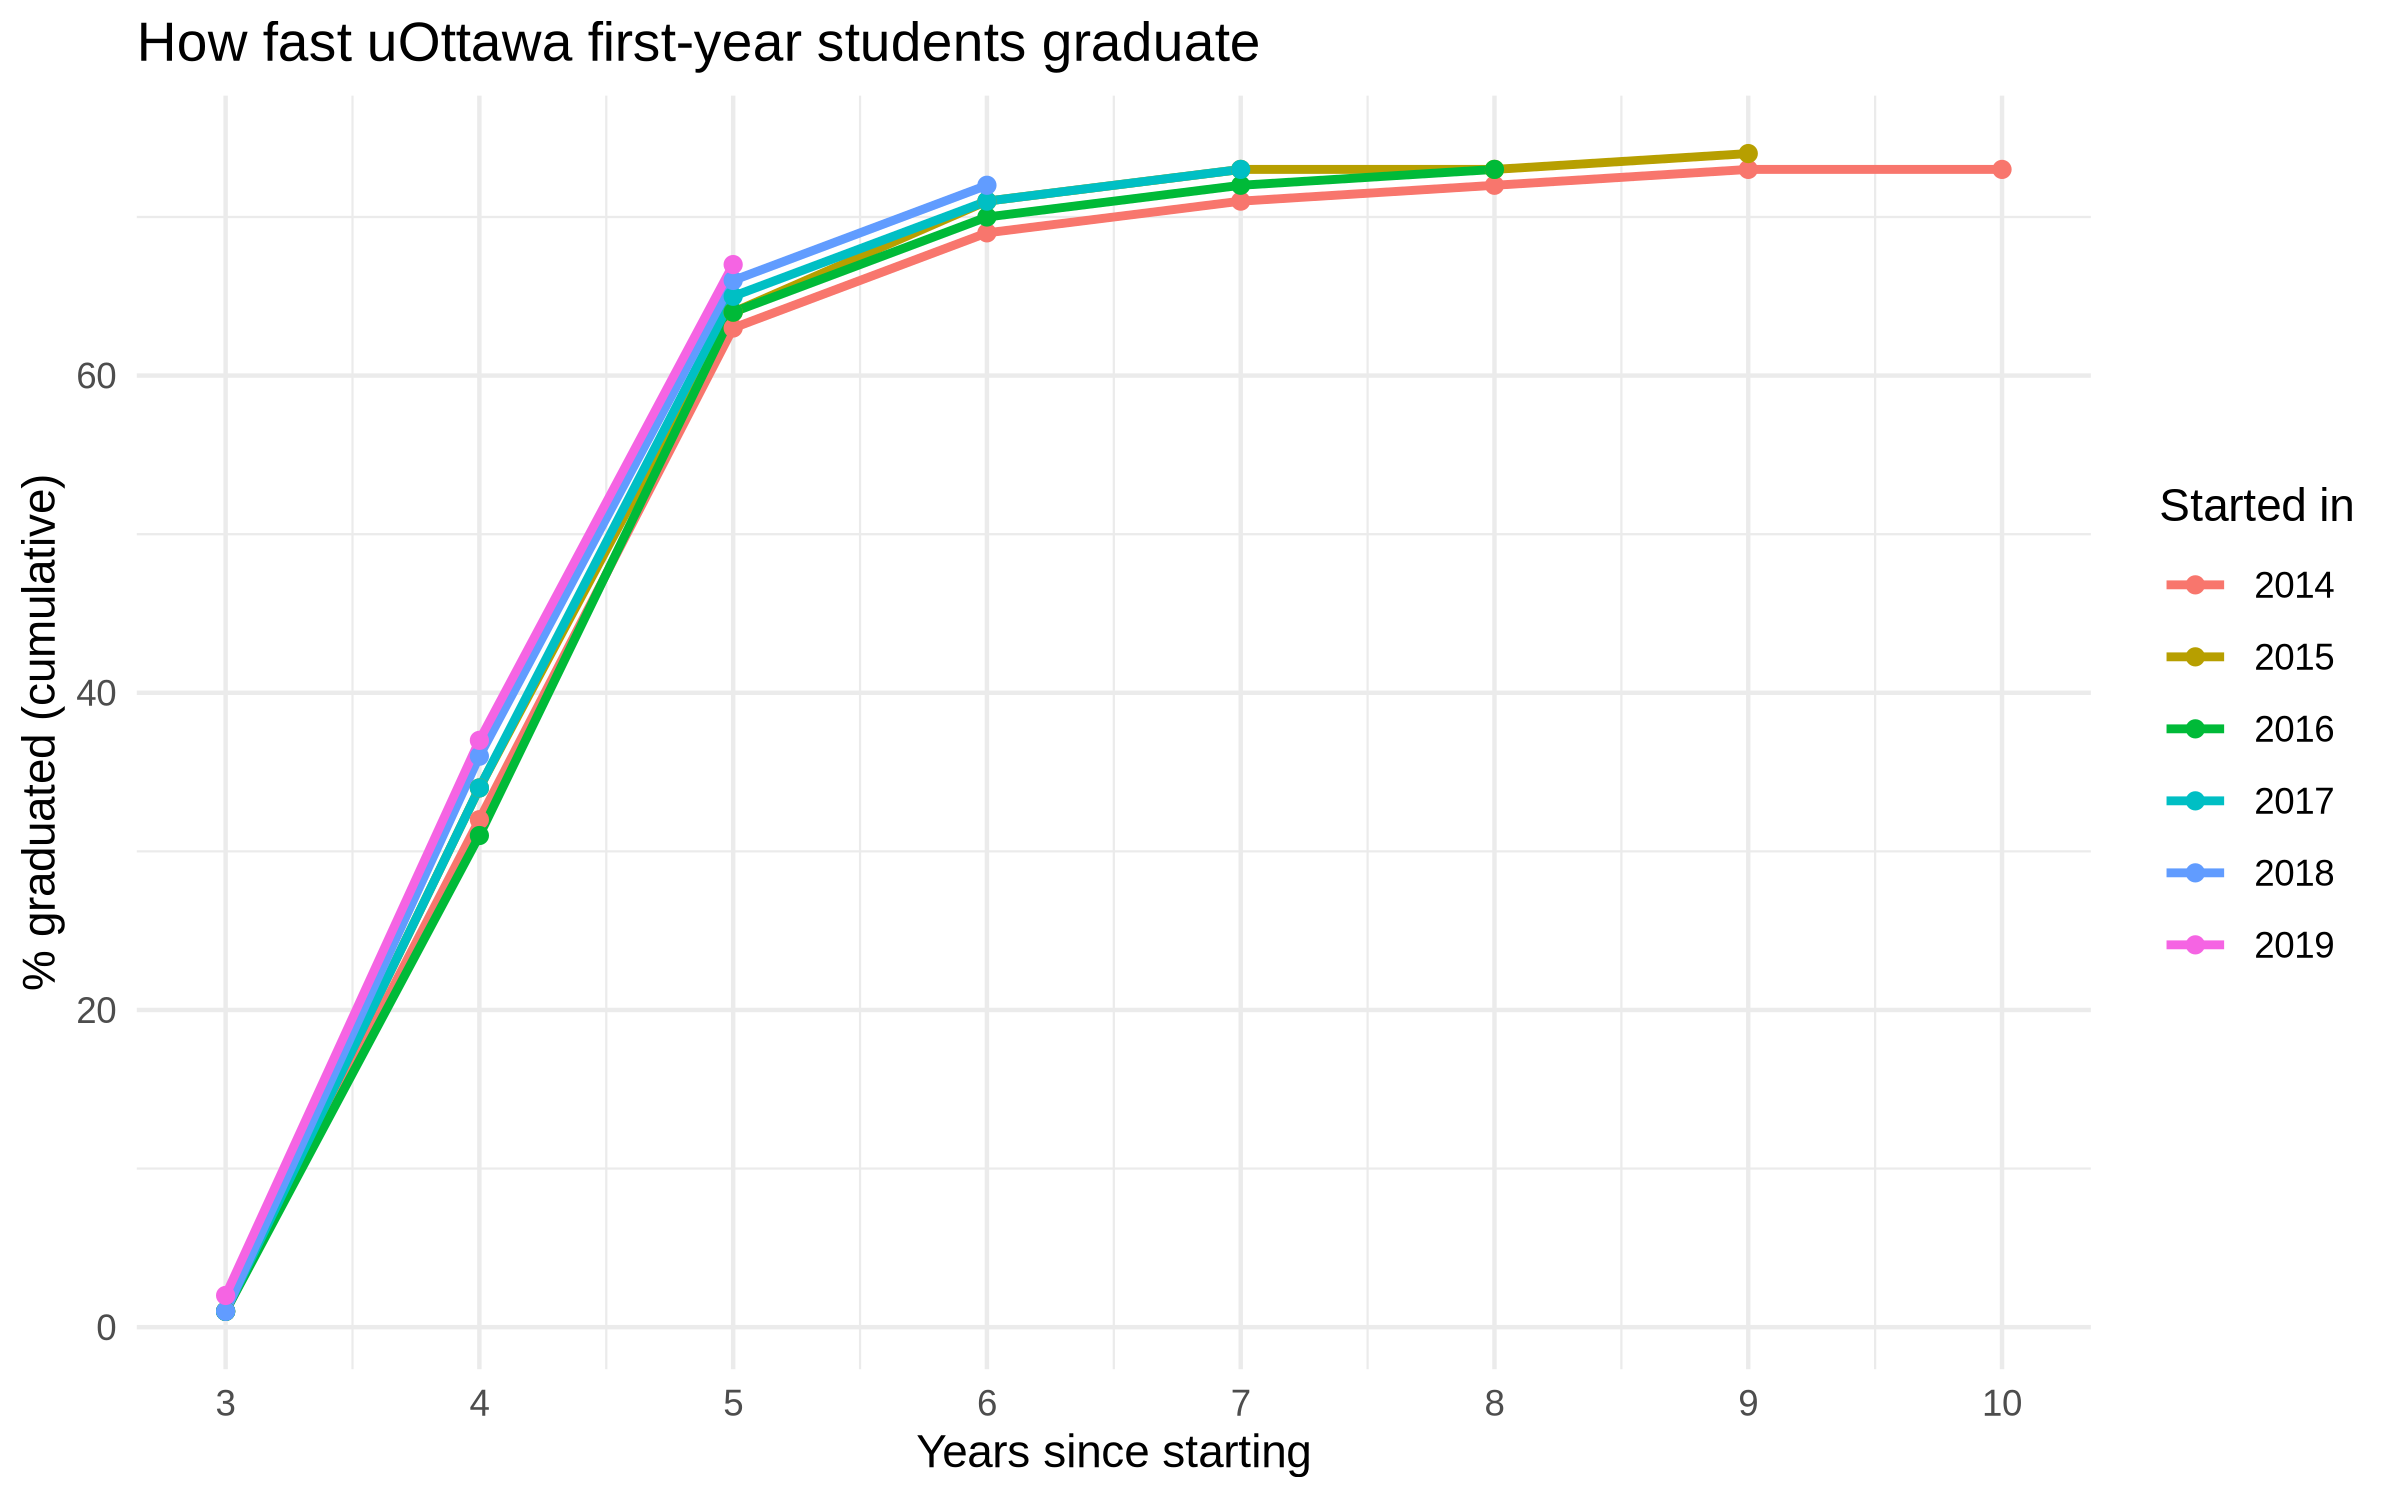 How fast uOttawa first-year students graduate
% graduated (cumulative)
60
40
20
0
3 4 5 6 7 8 9 10
Years since starting
Started in
2014
2015
2016
2017
2018
2019